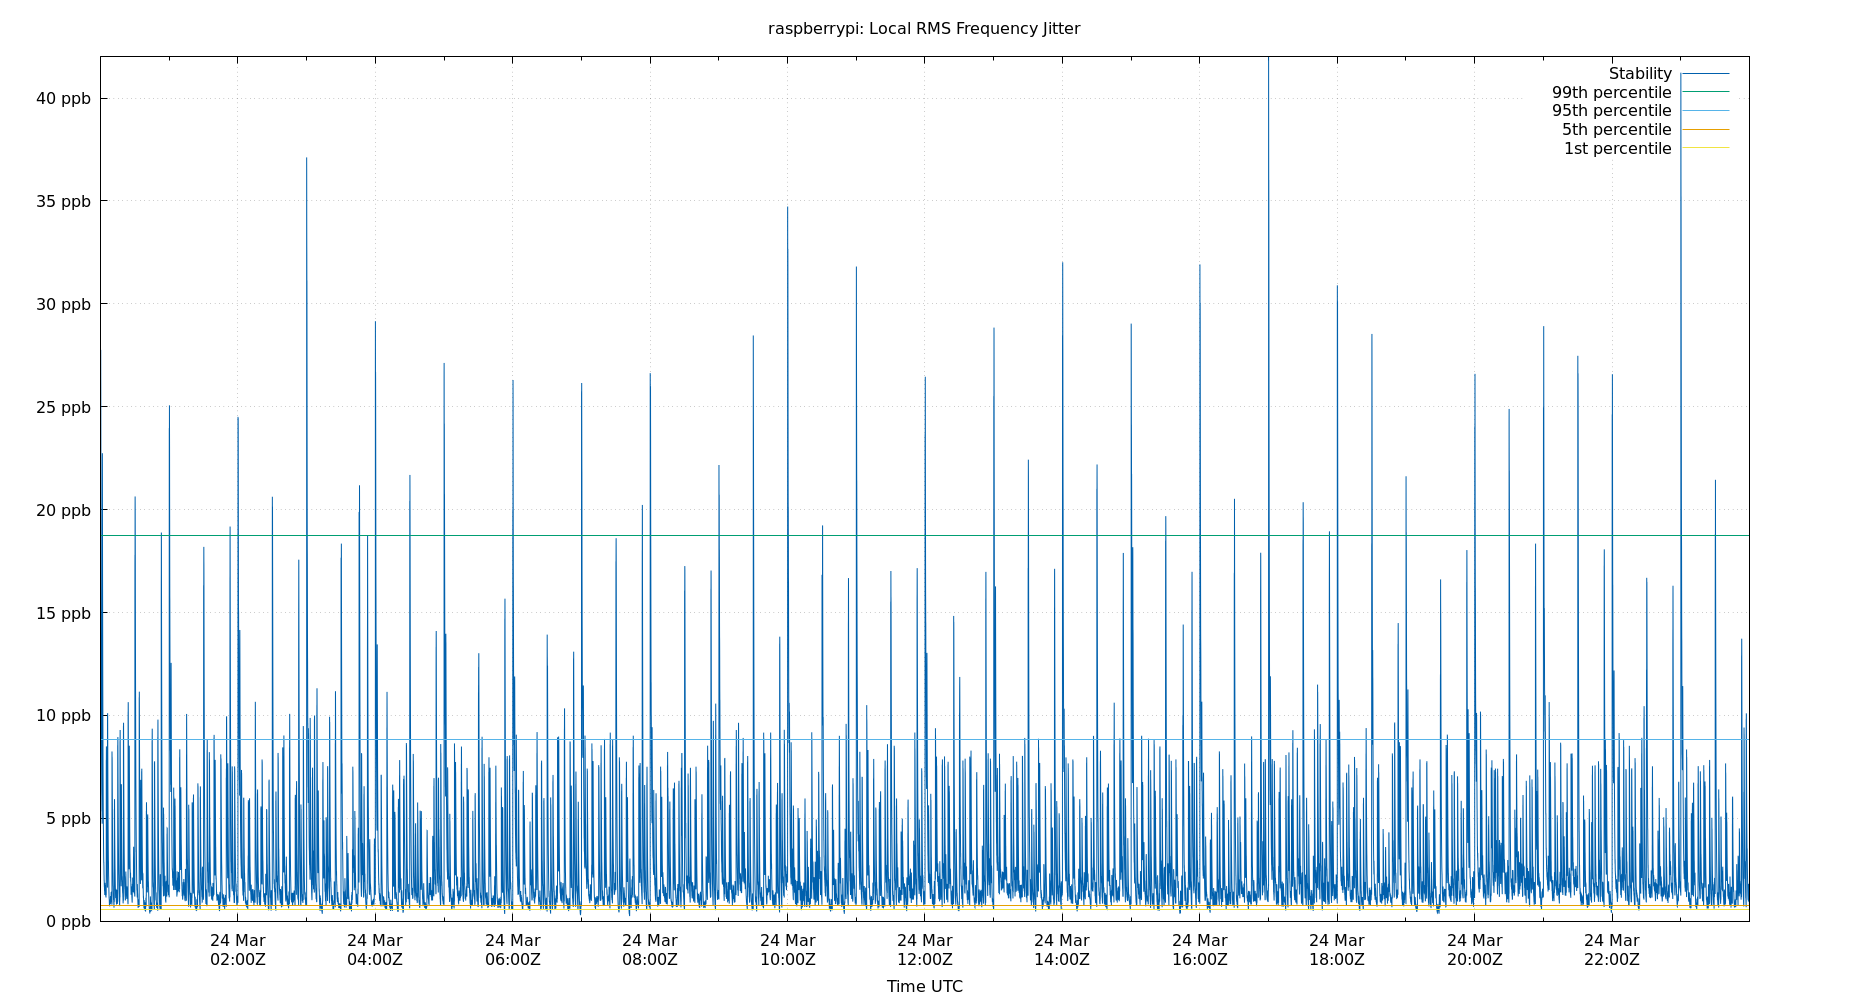 raspberrypi: Local RMS Frequency Jitter
Stability
99th percentile
95th percentile
5th percentile
1st percentile
40 ppb
35 ppb
30 ppb
25 ppb
20 ppb
15 ppb
10 ppb
5 ppb
0 ppb
24 Mar 24 Mar 24 Mar 24 Mar 24 Mar 24 Mar 24 Mar 24 Mar 24 Mar 24 Mar 24 Mar
02:00Z 04:00Z 06:00Z 08:00Z 10:00Z 12:00Z 14:00Z 16:00Z 18:00Z 20:00Z 22:00Z
Time UTC